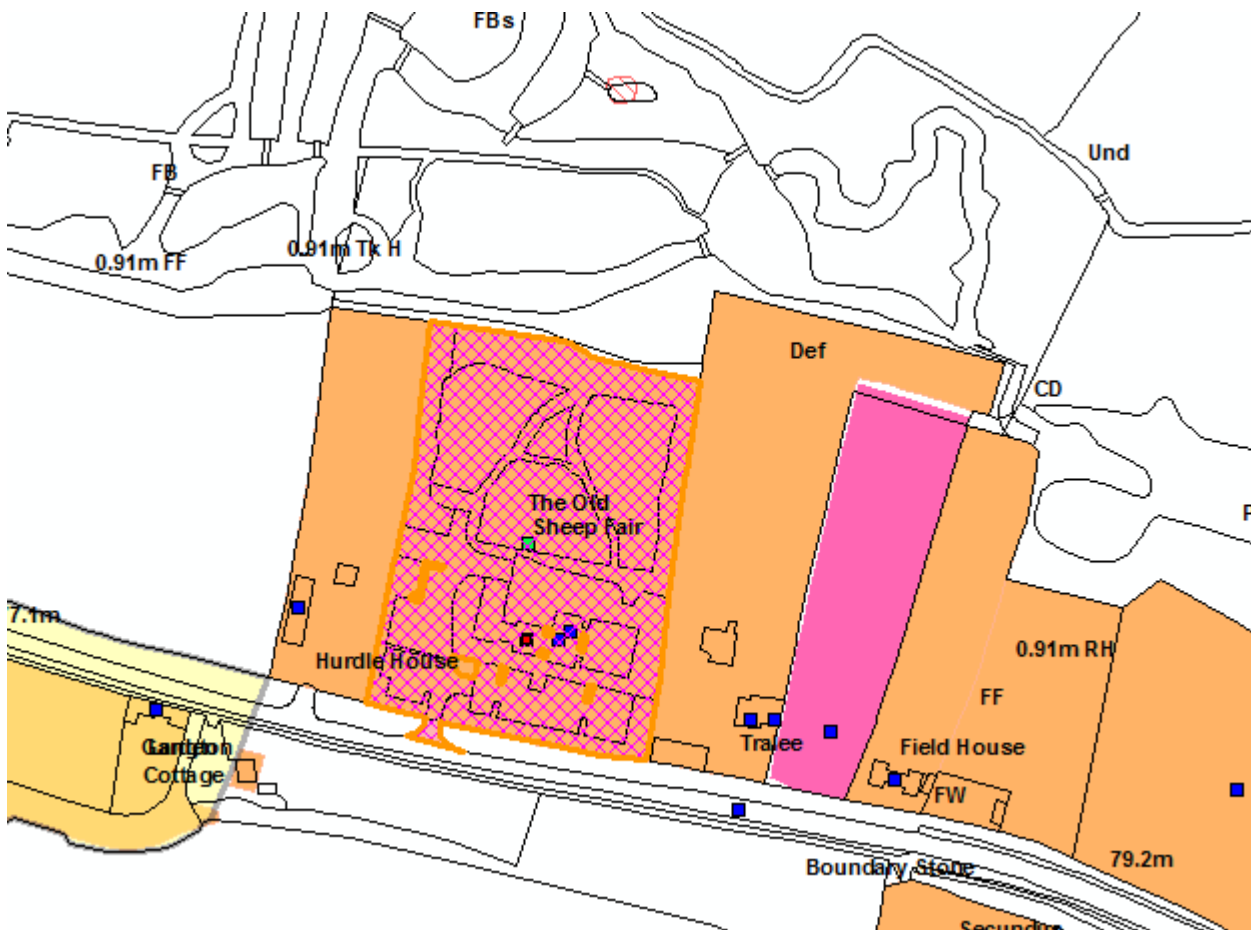 FBs
Und
FB
0.91m Tk H
0.91m FF
Def
CD
The Old
Sheep Fair
7.1m
0.91m RH
Hurdle House
FF
Tralee
Field House
Cottage
FW
79.2m
Boundary Stone